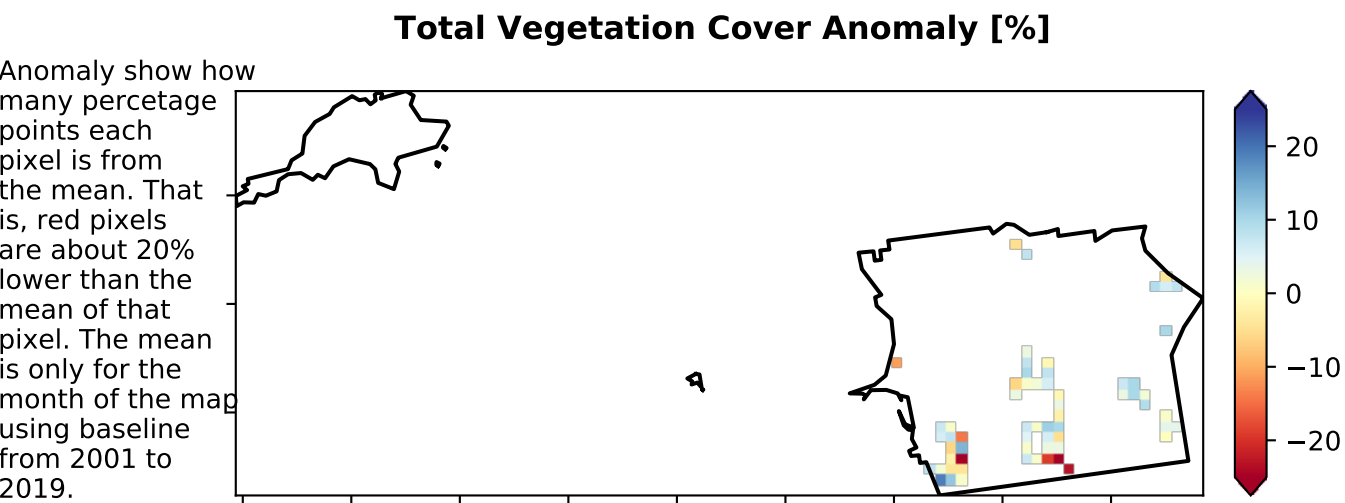 Total Vegetation Cover Anomaly [%]
Anomaly show how
many percetage
points each
pixel is from
the mean. That
is, red pixels
are about 20%
lower than the
mean of that
pixel. The mean
is only for the
month of the map
using baseline
from 2001 to
2019.
20
10
0
−10
−20